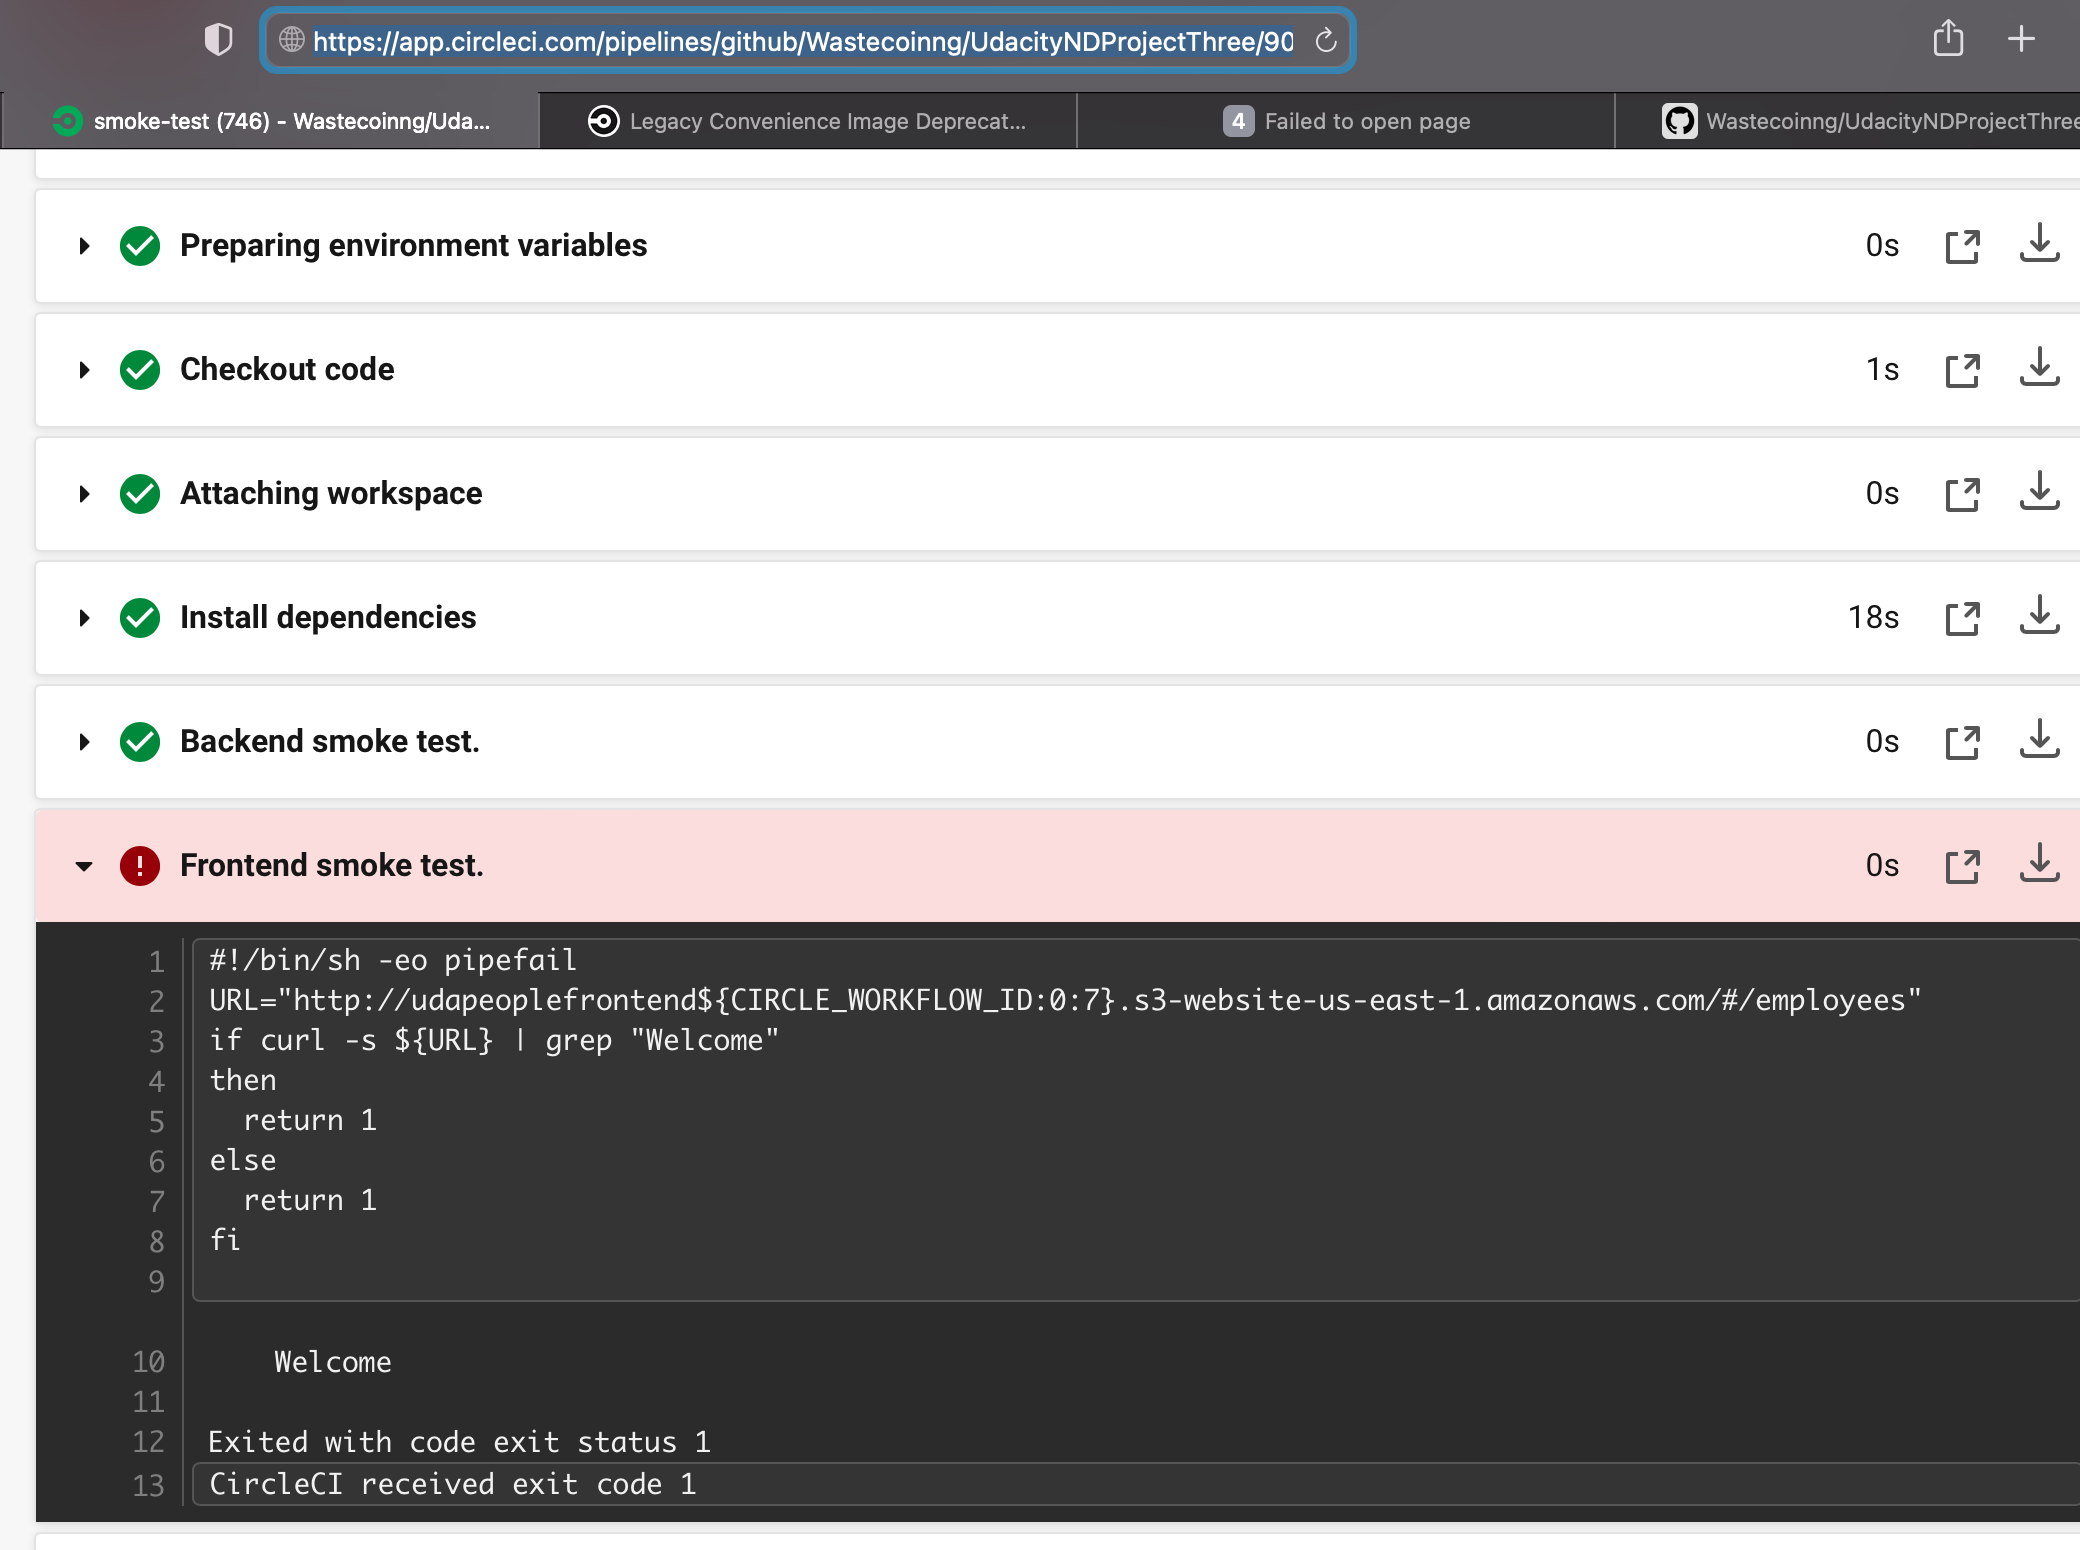 https://app.circleci.com/pipelines/github/Wastecoinng/UdacityNDProjectThree/90
smoke-test (746) - Wastecoinng/Uda...
Legacy Convenience Image Deprecat...
4 Failed to open page
Wastecoinng/UdacityNDProjectThree
Preparing environment variables 0s
Checkout code 1s
Attaching workspace 0s
Install dependencies 18s
Backend smoke test. 0s
Frontend smoke test. 0s
1 #!/bin/sh -eo pipefail
2 URL="http://udapeoplefrontend${CIRCLE_WORKFLOW_ID:0:7}.s3-website-us-east-1.amazonaws.com/#/employees"
3 if curl -s ${URL} | grep "Welcome"
4 then
5   return 1
6 else
7   return 1
8 fi
9
10     Welcome
11
12 Exited with code exit status 1
13 CircleCI received exit code 1